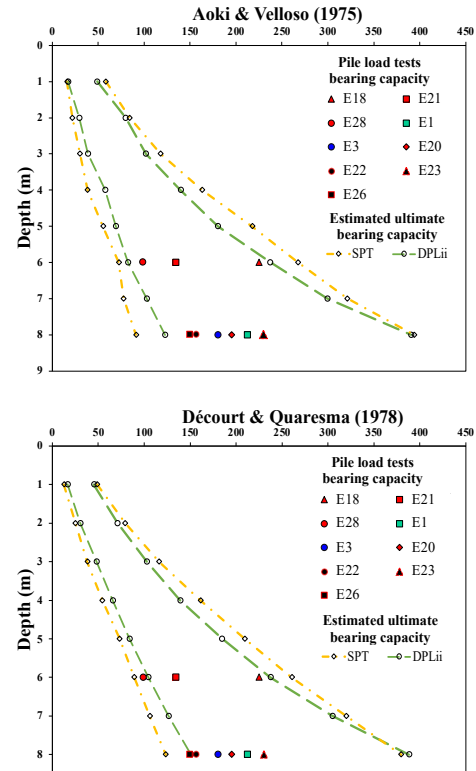 Aoki & Velloso (1975)
0 50 100 150 200 250 300 350 400 450
0
1
2
3
4
5
6
7
8
9
Depth (m)
Pile load tests
bearing capacity
E18 E21
E28 E1
E3 E20
E22 E23
E26
Estimated ultimate
bearing capacity
SPT DPLii
Décourt & Quaresma (1978)
0 50 100 150 200 250 300 350 400 450
0
1
2
3
4
5
6
7
8
Depth (m)
Pile load tests
bearing capacity
E18 E21
E28 E1
E3 E20
E22 E23
E26
Estimated ultimate
bearing capacity
SPT DPLii